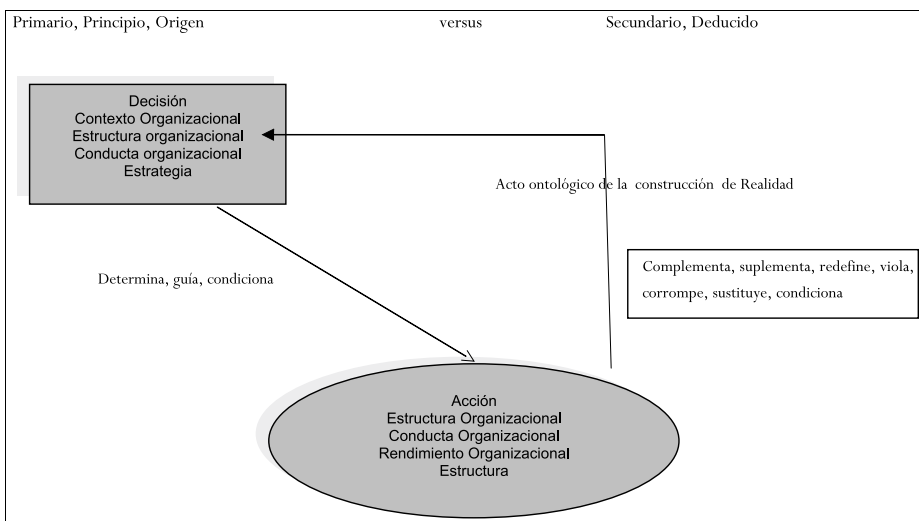 Primario, Principio, Origen versus Secundario, Deducido
Decisión
Contexto Organizacional
Estructura organizacional
Conducta organizacional
Estrategia
Acto ontológico de la construcción de Realidad
Determina, guía, condiciona
Complementa, suplementa, redefine, viola,
corrompe, sustituye, condiciona
Acción
Estructura Organizacional
Conducta Organizacional
Rendimiento Organizacional
Estructura